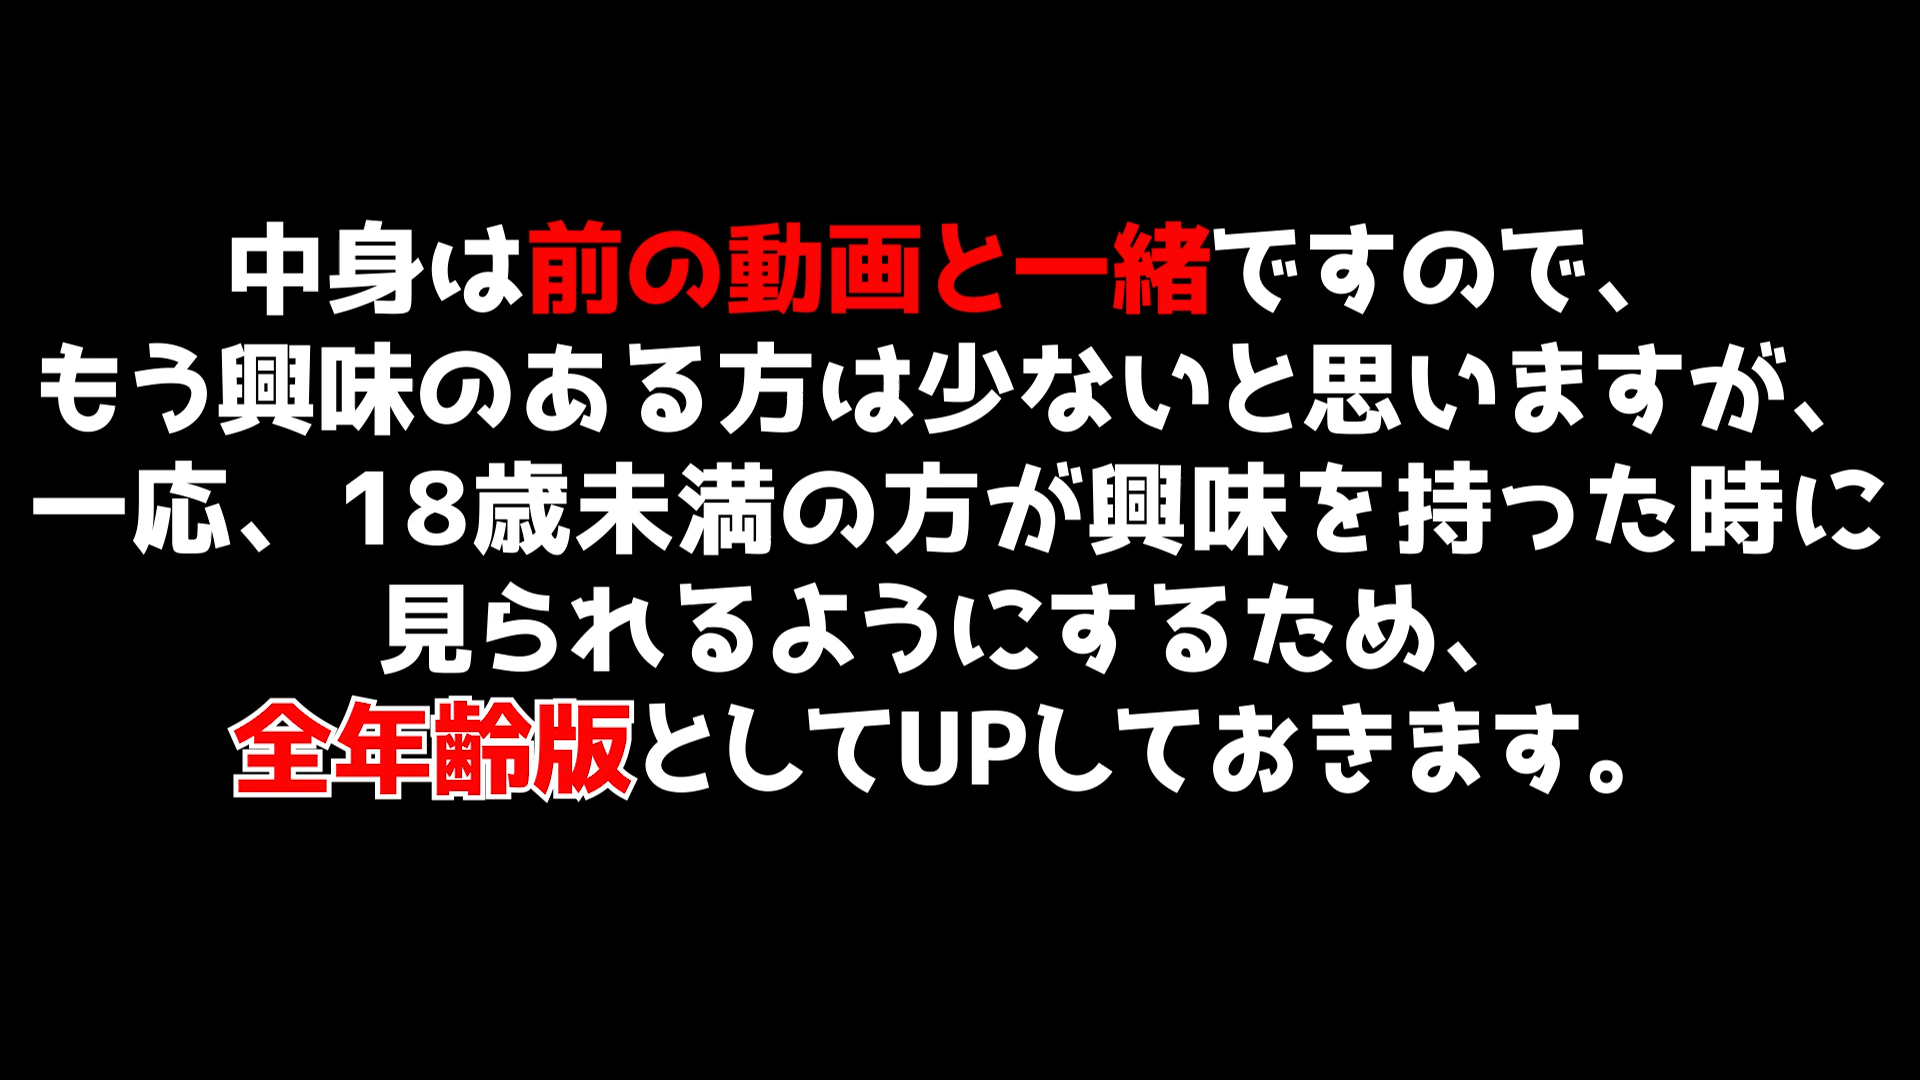 中身は前の動画と一緒ですので、
もう興味のある方は少ないと思いますが、
一応、18歳未満の方が興味を持った時に
見られるようにするため、
全年齢版としてUPしておきます。